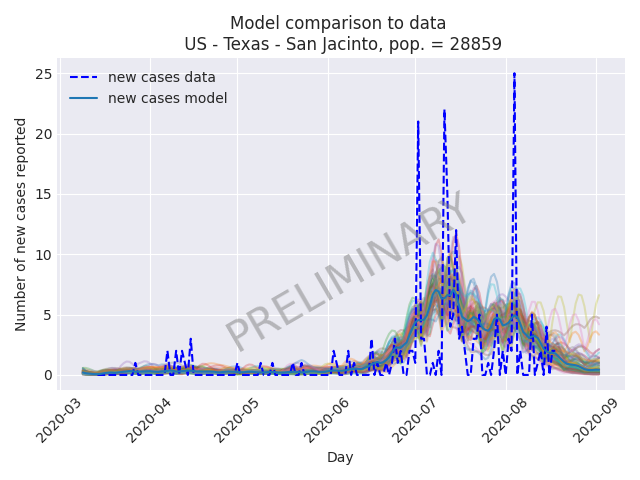 Model comparison to data
US - Texas - San Jacinto, pop. = 28859
new cases data
new cases model
PRELIMINARY
Number of new cases reported
25
20
15
10
5
0
2020-03
2020-04
2020-05
2020-06
2020-07
2020-08
2020-09
Day